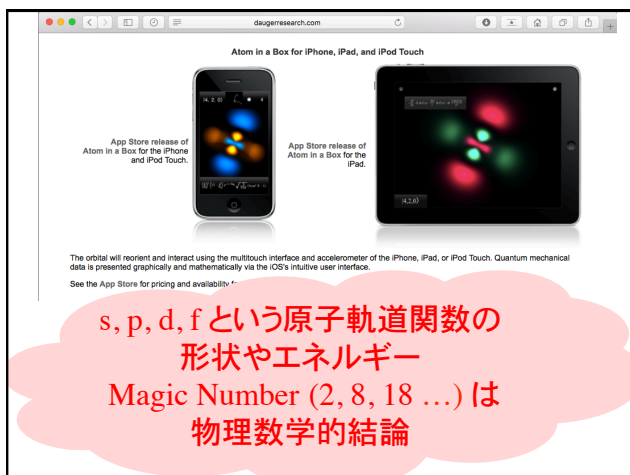 daugerresearch.com
Atom in a Box for iPhone, iPad, and iPod Touch
|4, 2, 0⟩
4
App Store release of
Atom in a Box for the iPhone
and iPod Touch.
App Store release of
Atom in a Box for the
iPad.
|4,2,0⟩
The orbital will reorient and interact using the multitouch interface and accelerometer of the iPhone, iPad, or iPod Touch. Quantum mechanical
data is presented graphically and mathematically via the iOS's intuitive user interface.
See the App Store for pricing and availability
s, p, d, f という原子軌道関数の
形状やエネルギー
Magic Number (2, 8, 18 …) は
物理数学的結論